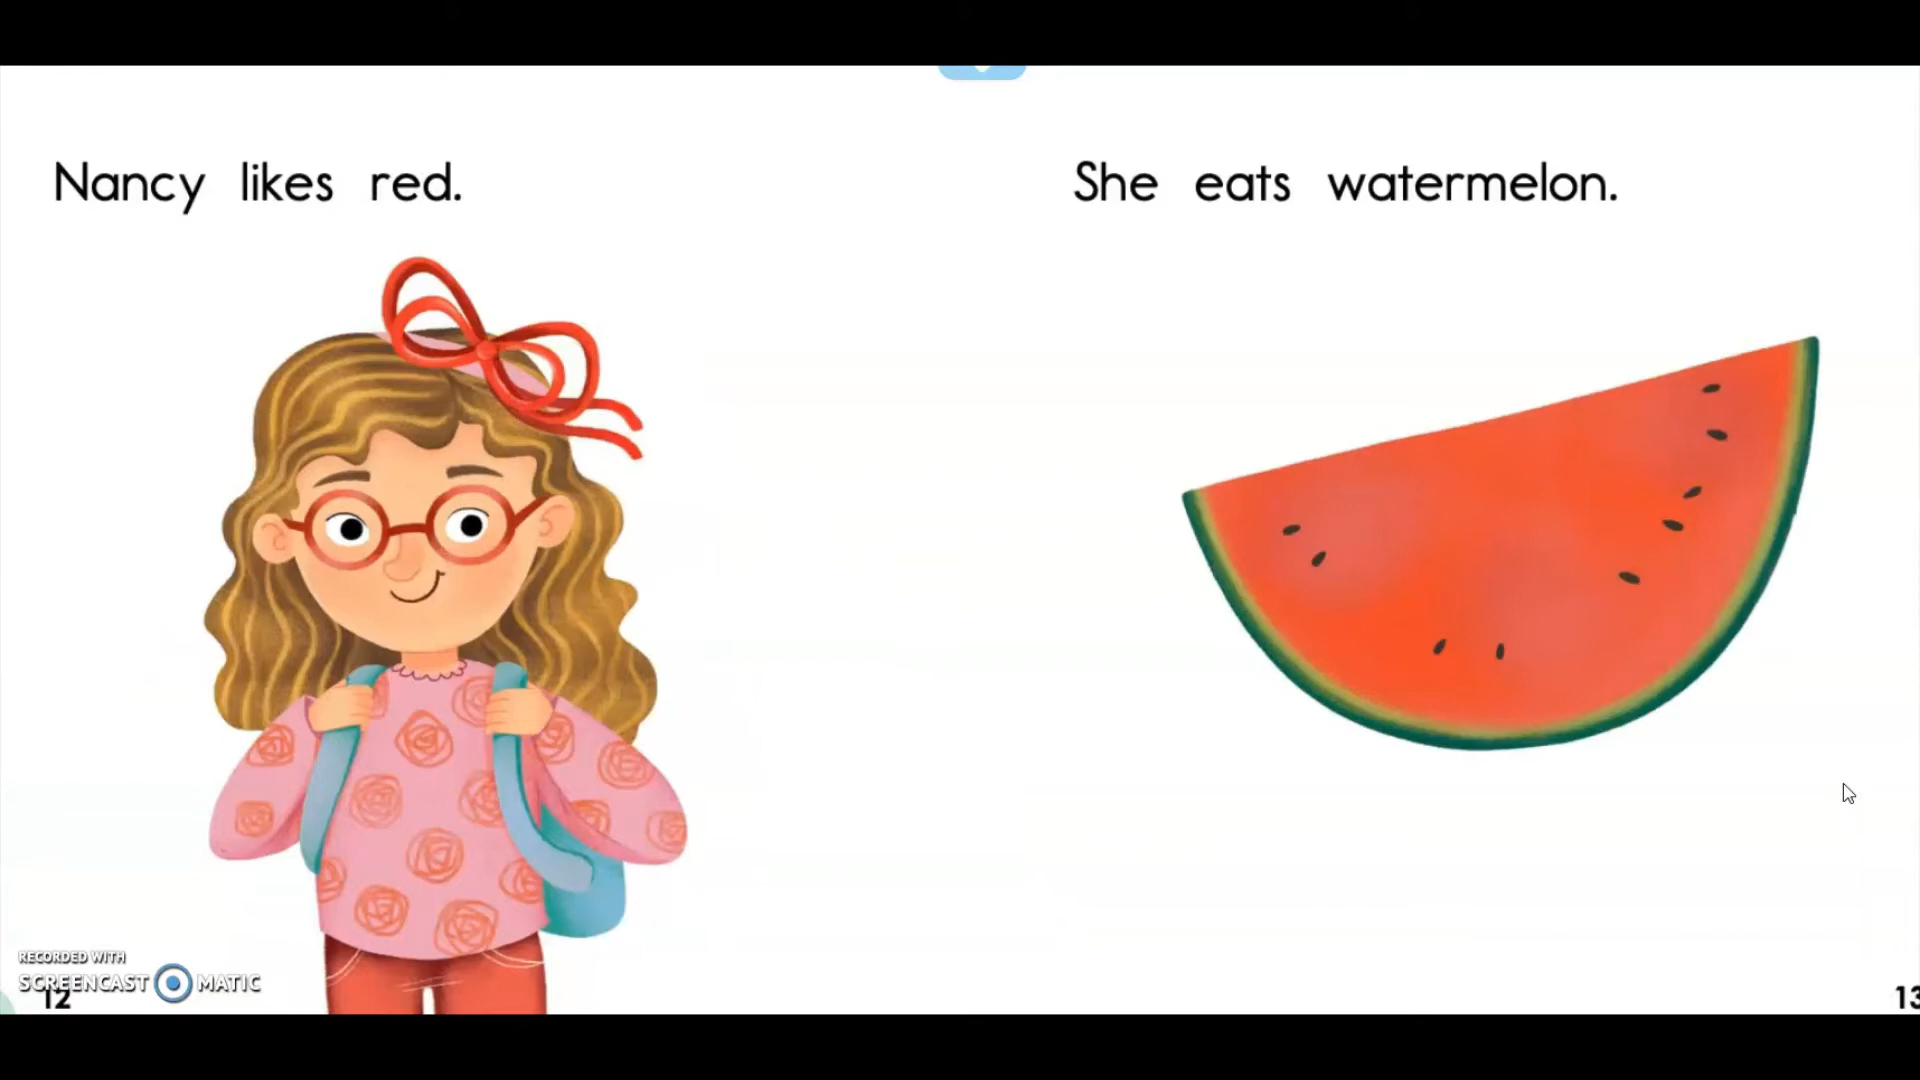 Nancy likes red.
She eats watermelon.
RECORDED WITH
SCREENCAST MATIC
12
13